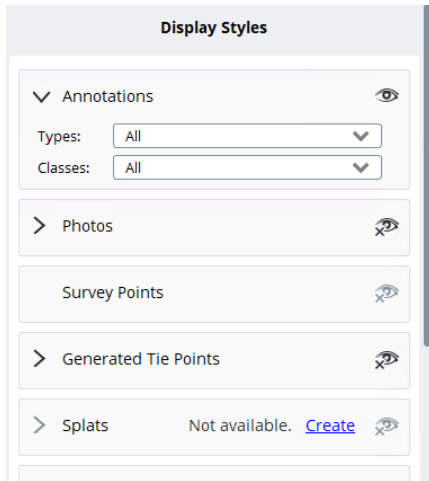 Display Styles
Annotations
Types: All
Classes: All
Photos
Survey Points
Generated Tie Points
Splats Not available. Create